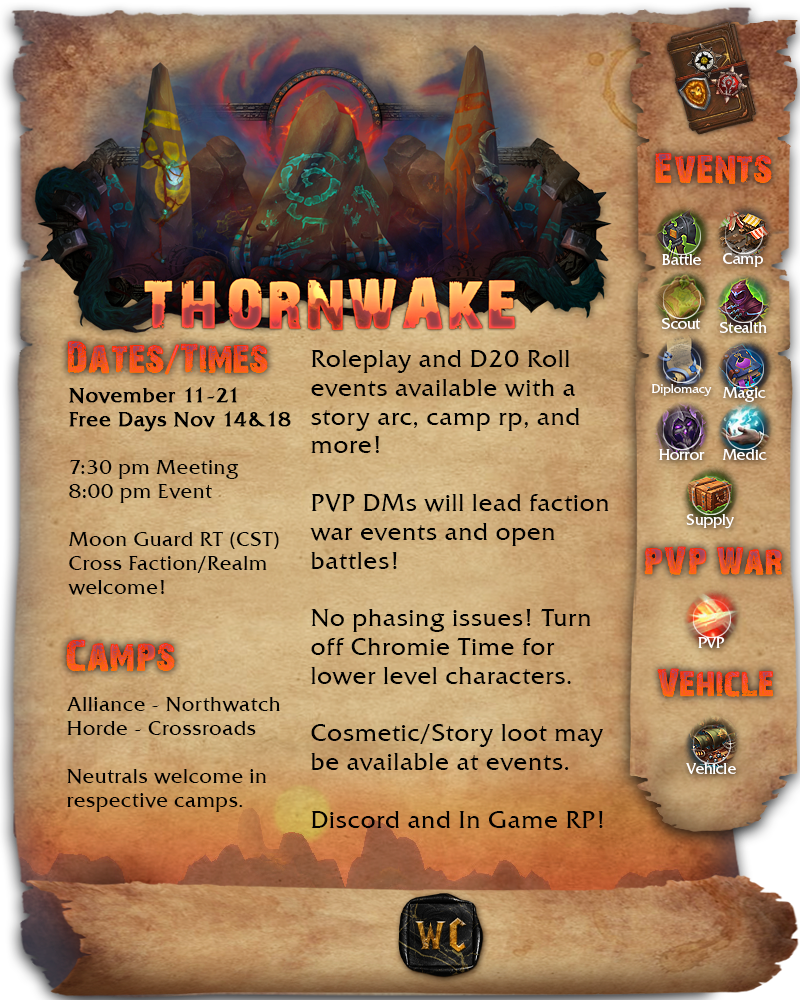 THORNWAKE
DATES/TIMES
November 11-21
Free Days Nov 14&18
7:30 pm Meeting
8:00 pm Event
Moon Guard RT (CST)
Cross Faction/Realm
welcome!
CAMPS
Alliance - Northwatch
Horde - Crossroads
Neutrals welcome in
respective camps.
Roleplay and D20 Roll
events available with a
story arc, camp rp, and
more!
PVP DMs will lead faction
war events and open
battles!
No phasing issues! Turn
off Chromie Time for
lower level characters.
Cosmetic/Story loot may
be available at events.
Discord and In Game RP!
EVENTS
Battle
Camp
Scout
Stealth
Diplomacy
Magic
Horror
Medic
Supply
PVP WAR
PVP
VEHICLE
Vehicle
WC